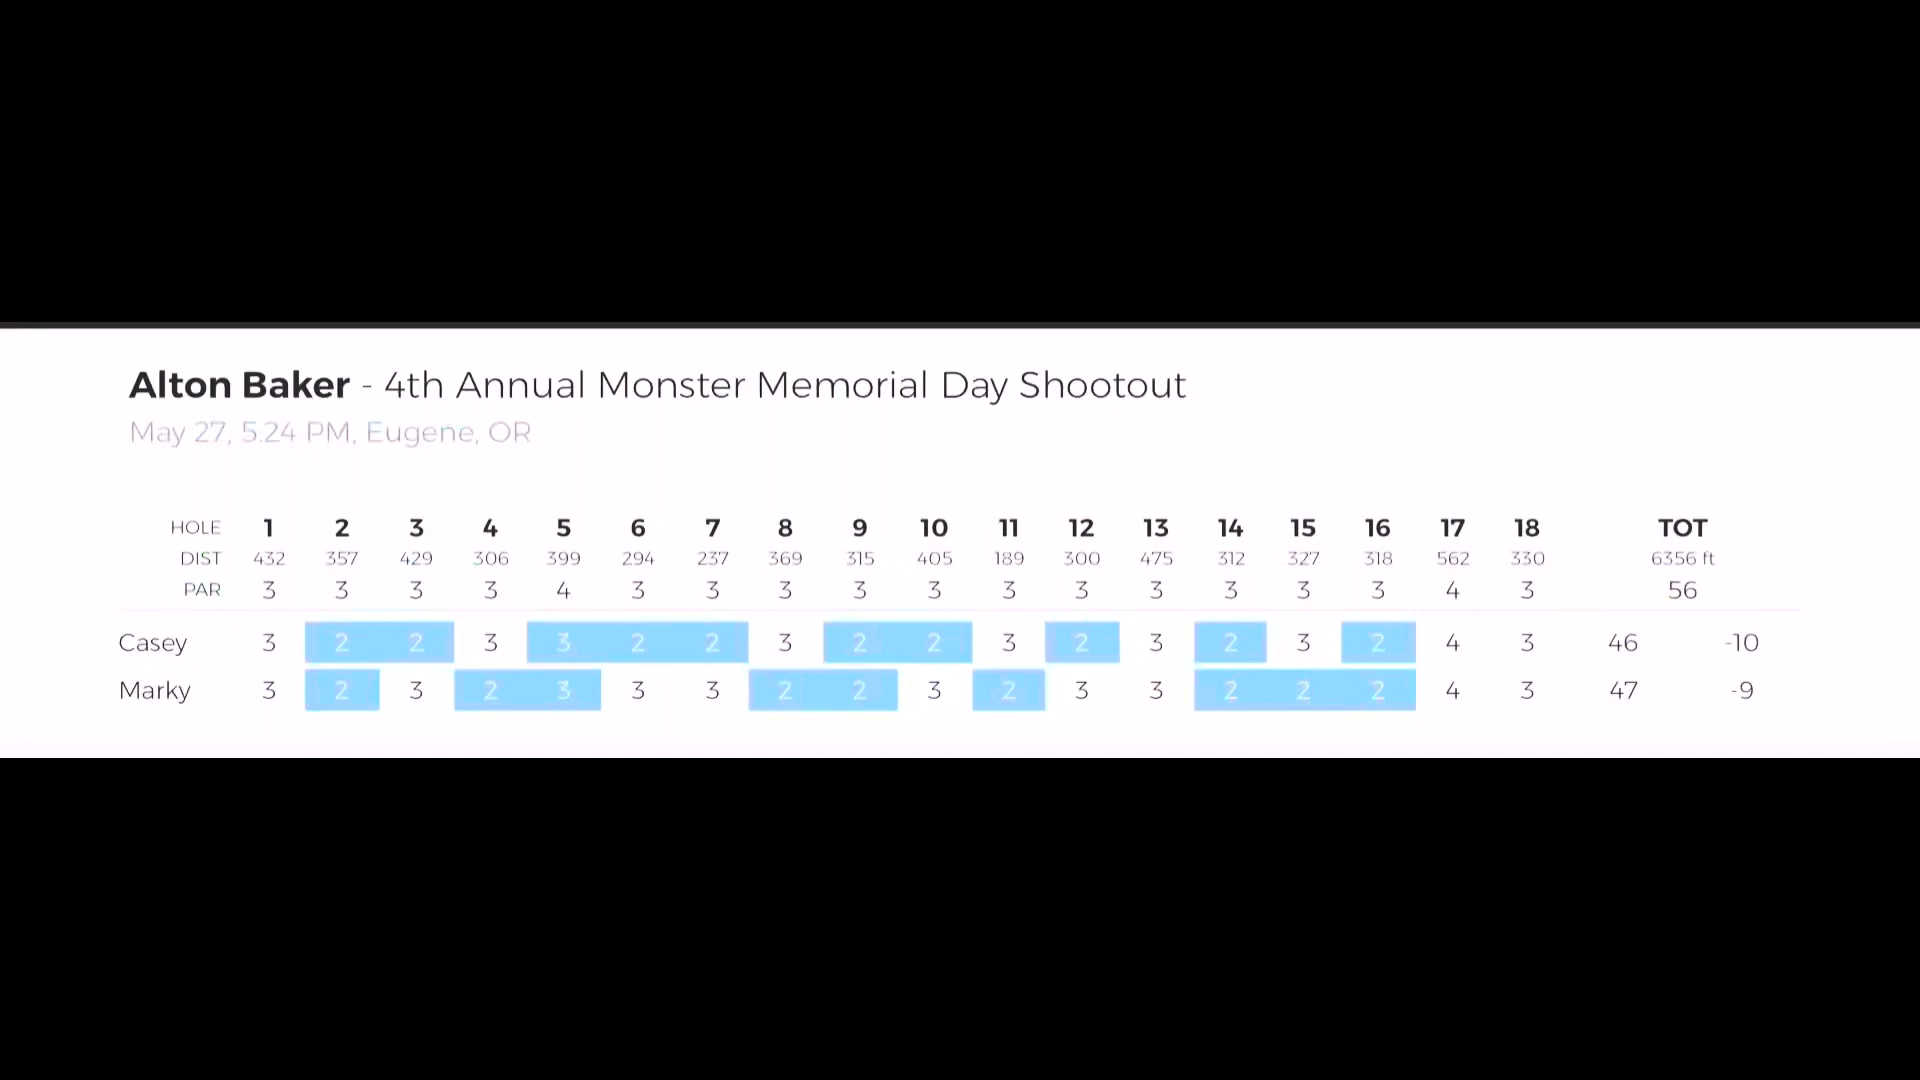 Alton Baker - 4th Annual Monster Memorial Day Shootout
May 27, 5:24 PM, Eugene, OR
HOLE 1 2 3 4 5 6 7 8 9 10 11 12 13 14 15 16 17 18 TOT
DIST 432 357 429 306 399 294 237 369 315 405 189 300 475 312 327 318 562 330 6356 ft
PAR 3 3 3 3 4 3 3 3 3 3 3 3 3 3 3 3 4 3 56
Casey 3 2 2 3 3 2 2 3 2 2 3 2 3 2 3 2 4 3 46 -10
Marky 3 2 3 2 3 3 3 2 2 3 2 3 3 2 2 2 4 3 47 -9